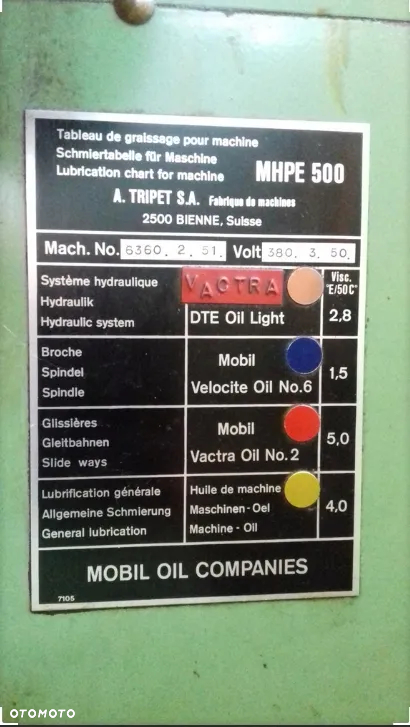 Tableau de graissage pour machine
Schmiertabelle für Maschine
Lubrication chart for machine
MHPE 500
A. TRIPET S.A. Fabrique de machines
2500 BIENNE, Suisse
Mach. No. 6360. 2. 51. Volt 380. 3. 50.
Système hydraulique
Hydraulik
Hydraulic system
VACTRA
DTE Oil Light
Visc.
°E/50°C
2,8
Broche
Spindel
Spindle
Mobil
Velocite Oil No.6
1,5
Glissières
Gleitbahnen
Slide ways
Mobil
Vactra Oil No.2
5,0
Lubrification générale
Allgemeine Schmierung
General lubrication
Huile de machine
Maschinen-Oel
Machine-Oil
4,0
MOBIL OIL COMPANIES
7105
OTOMOTO